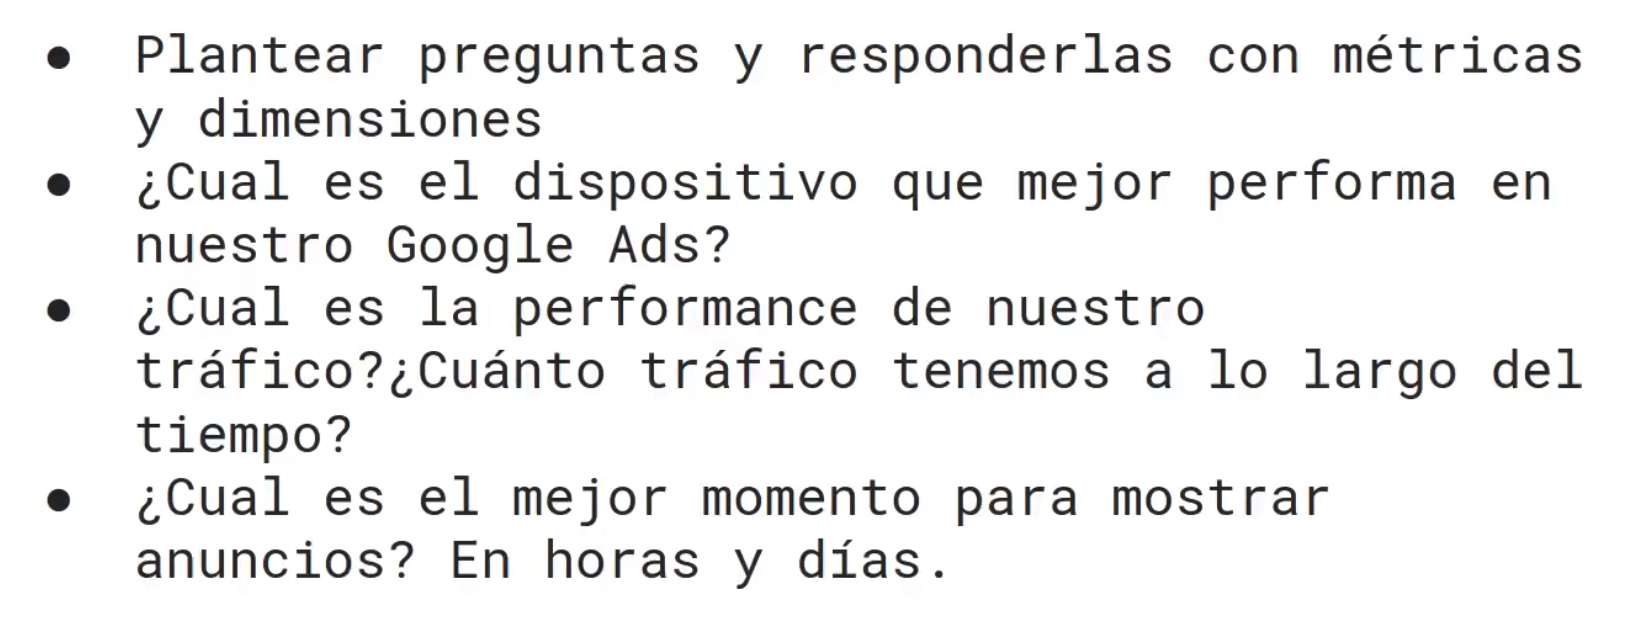 ● Plantear preguntas y responderlas con métricas
y dimensiones
● ¿Cual es el dispositivo que mejor performa en
nuestro Google Ads?
● ¿Cual es la performance de nuestro
tráfico?¿Cuánto tráfico tenemos a lo largo del
tiempo?
● ¿Cual es el mejor momento para mostrar
anuncios? En horas y días.